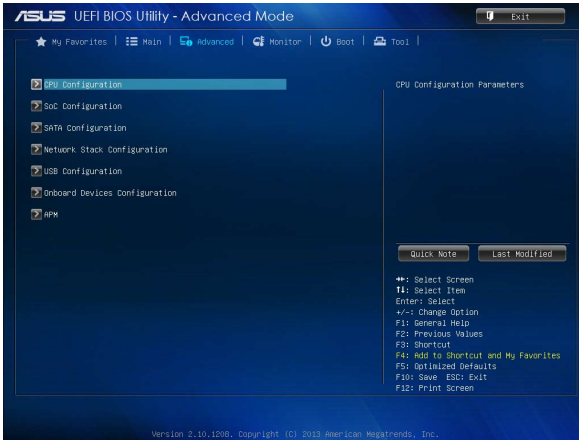 ASUS UEFI BIOS Utility - Advanced Mode
Exit
My Favorites | Main | Advanced | Monitor | Boot | Tool |
CPU Configuration
CPU Configuration Parameters
SoC Configuration
SATA Configuration
Network Stack Configuration
USB Configuration
Onboard Devices Configuration
APM
Quick Note
Last Modified
→←: Select Screen
↑↓: Select Item
Enter: Select
+/-: Change Option
F1: General Help
F2: Previous Values
F3: Shortcut
F4: Add to Shortcut and My Favorites
F5: Optimized Defaults
F10: Save ESC: Exit
F12: Print Screen
Version 2.10.1208. Copyright (C) 2013 American Megatrends, Inc.